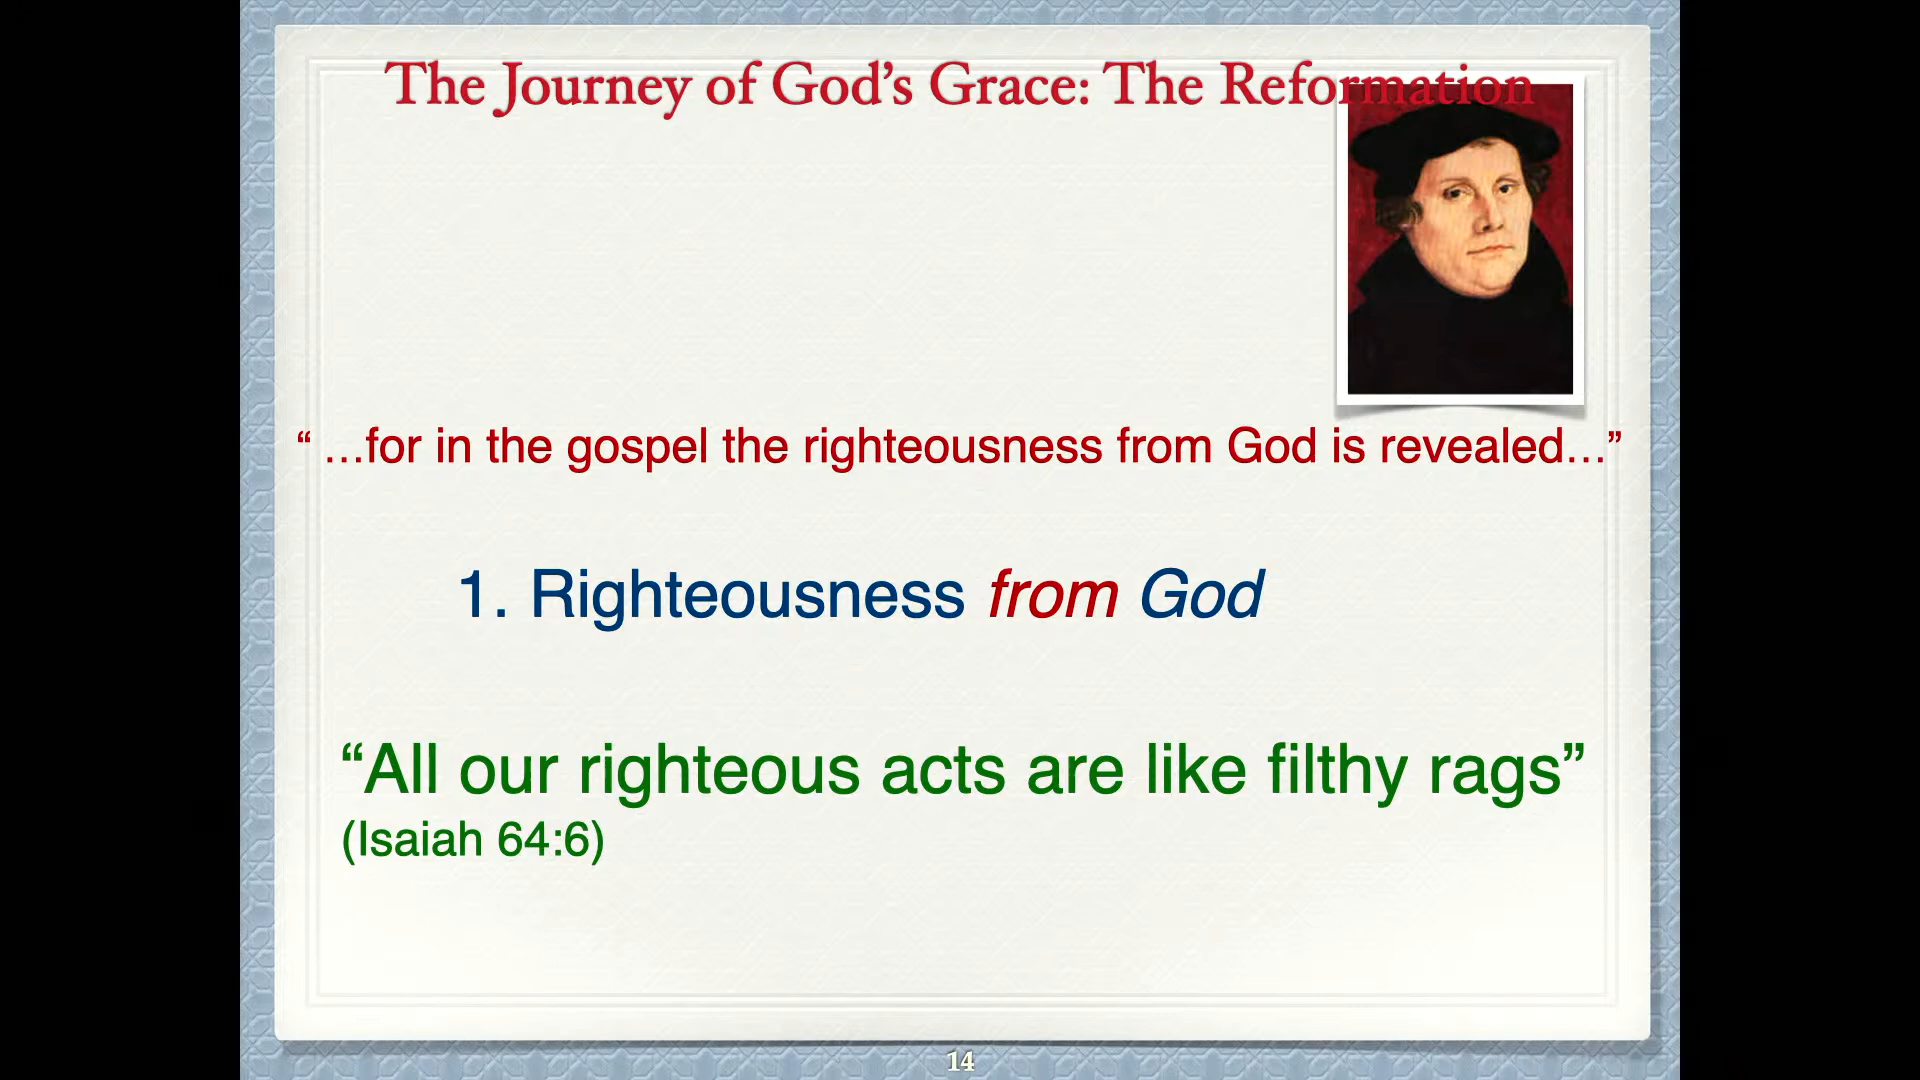 The Journey of God’s Grace: The Reformation
“ …for in the gospel the righteousness from God is revealed…”
1. Righteousness from God
“All our righteous acts are like filthy rags”
(Isaiah 64:6)
14